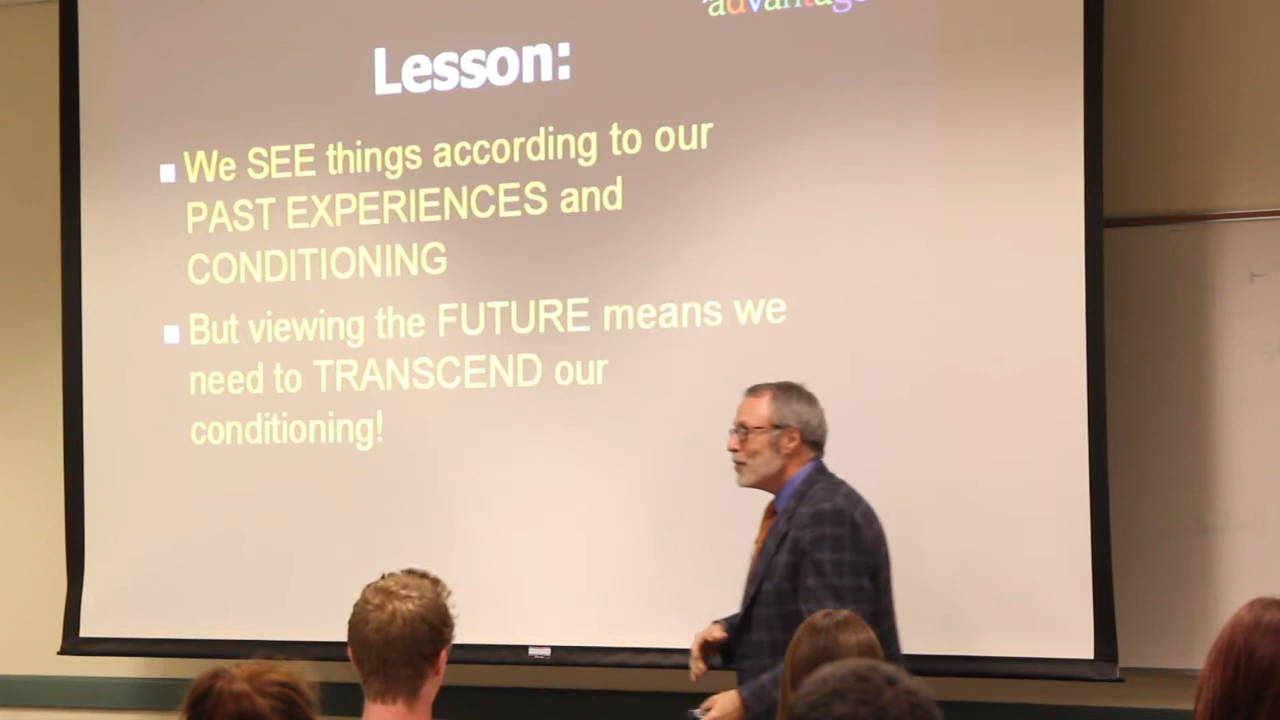 advantage
Lesson:
We SEE things according to our
PAST EXPERIENCES and
CONDITIONING
But viewing the FUTURE means we
need to TRANSCEND our
conditioning!